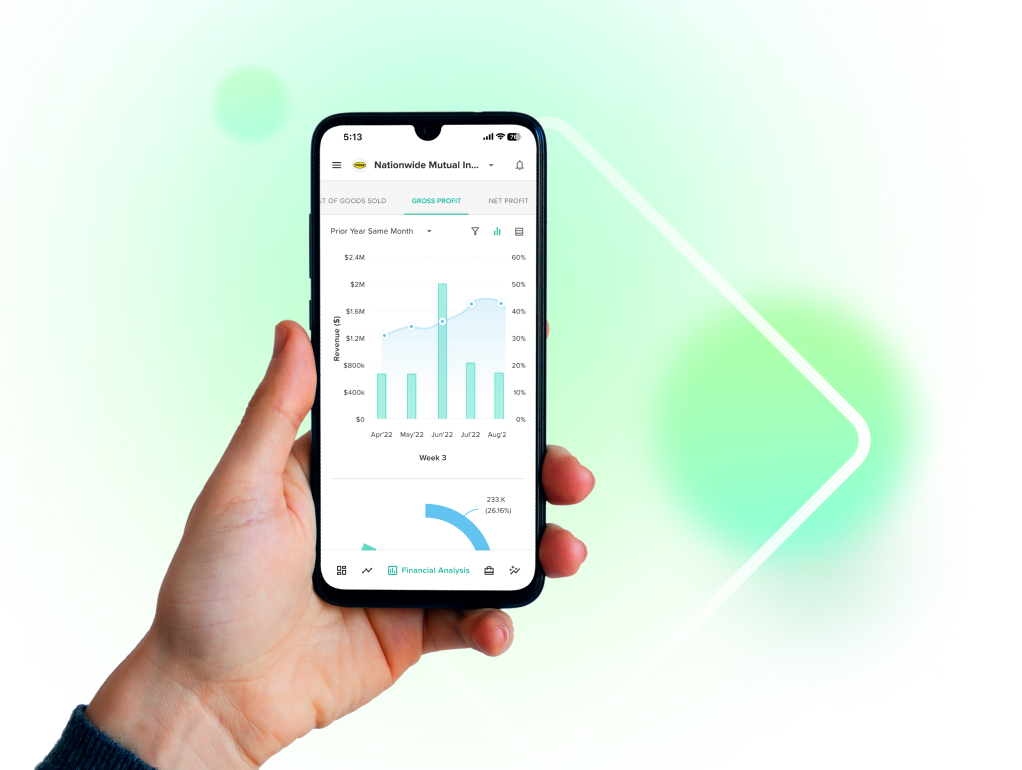 5:13
Nationwide Mutual In...
T OF GOODS SOLD GROSS PROFIT NET PROFIT
Prior Year Same Month
$2.4M 60%
$2M 50%
$1.6M 40%
$1.2M 30%
$800k 20%
$400k 10%
$0 0%
Revenue ($)
Apr'22 May'22 Jun'22 Jul'22 Aug'2
Week 3
233.K
(26.16%)
Financial Analysis